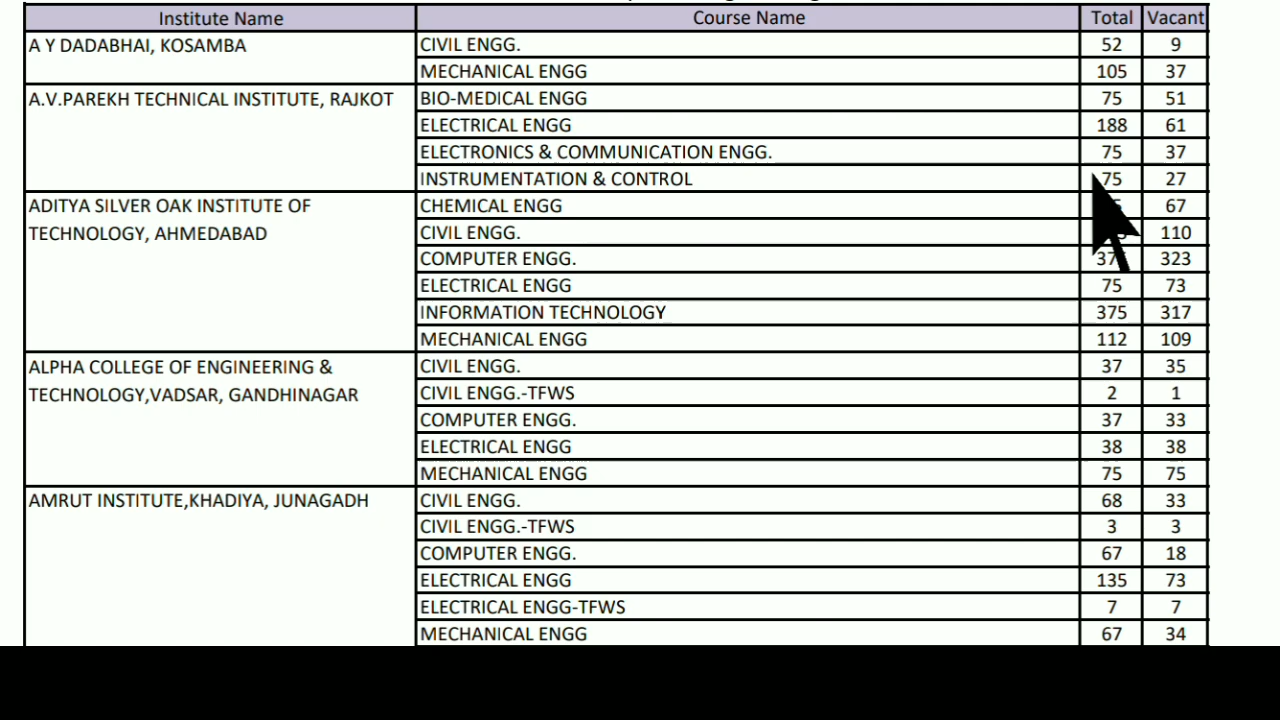 Institute Name Course Name Total Vacant
A Y DADABHAI, KOSAMBA CIVIL ENGG. 52 9
MECHANICAL ENGG 105 37
A.V.PAREKH TECHNICAL INSTITUTE, RAJKOT BIO-MEDICAL ENGG 75 51
ELECTRICAL ENGG 188 61
ELECTRONICS & COMMUNICATION ENGG. 75 37
INSTRUMENTATION & CONTROL 75 27
ADITYA SILVER OAK INSTITUTE OF CHEMICAL ENGG 67
TECHNOLOGY, AHMEDABAD CIVIL ENGG. 110
COMPUTER ENGG. 323
ELECTRICAL ENGG 75 73
INFORMATION TECHNOLOGY 375 317
MECHANICAL ENGG 112 109
ALPHA COLLEGE OF ENGINEERING & CIVIL ENGG. 37 35
TECHNOLOGY,VADSAR, GANDHINAGAR CIVIL ENGG.-TFWS 2 1
COMPUTER ENGG. 37 33
ELECTRICAL ENGG 38 38
MECHANICAL ENGG 75 75
AMRUT INSTITUTE,KHADIYA, JUNAGADH CIVIL ENGG. 68 33
CIVIL ENGG.-TFWS 3 3
COMPUTER ENGG. 67 18
ELECTRICAL ENGG 135 73
ELECTRICAL ENGG-TFWS 7 7
MECHANICAL ENGG 67 34